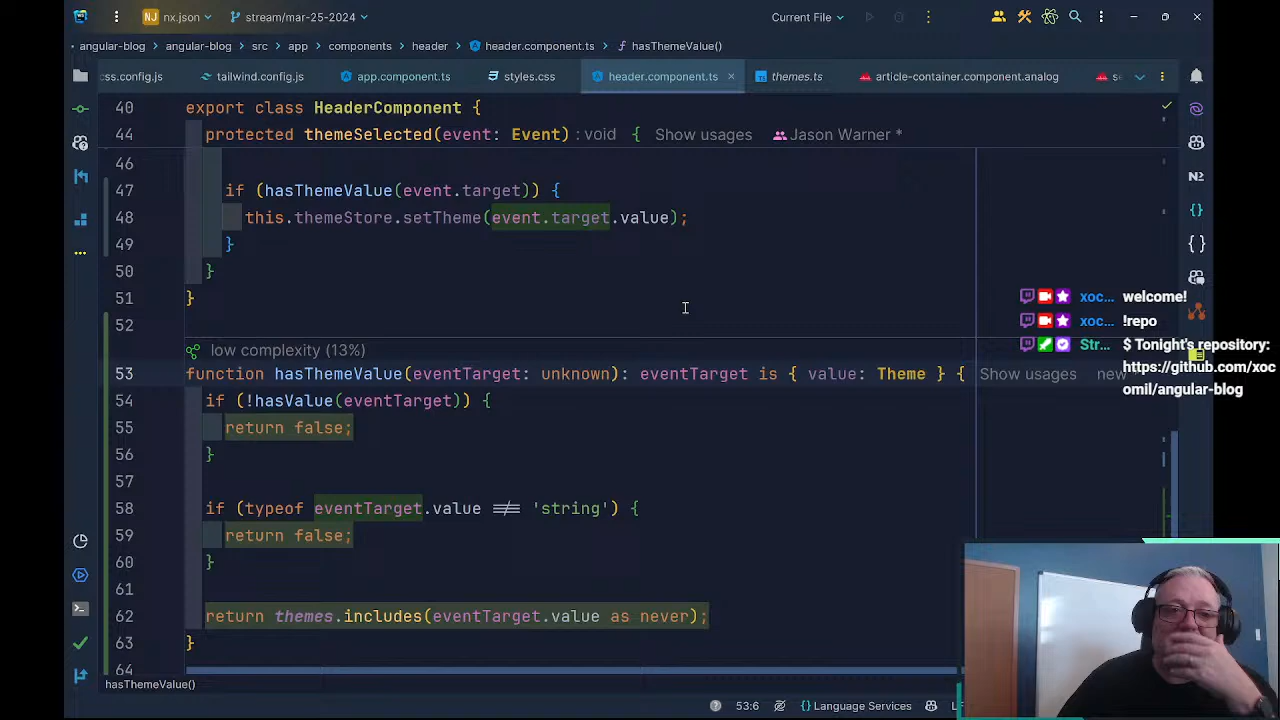 NJ nx.json stream/mar-25-2024 Current File
angular-blog angular-blog src app components header header.component.ts hasThemeValue()
css.config.js tailwind.config.js app.component.ts styles.css header.component.ts themes.ts article-container.component.analog
40 export class HeaderComponent {
44 protected themeSelected(event: Event) : void { Show usages Jason Warner *
46
47 if (hasThemeValue(event.target)) {
48 this.themeStore.setTheme(event.target.value);
49 }
50 }
51 }
52
low complexity (13%)
53 function hasThemeValue(eventTarget: unknown): eventTarget is { value: Theme } { Show usages new
54 if (!hasValue(eventTarget)) {
55 return false;
56 }
57
58 if (typeof eventTarget.value !== 'string') {
59 return false;
60 }
61
62 return themes.includes(eventTarget.value as never);
63 }
64
hasThemeValue()
53:6 {} Language Services
N2
xoc... welcome!
xoc... !repo
Str... $ Tonight's repository:
https://github.com/xoc
omil/angular-blog